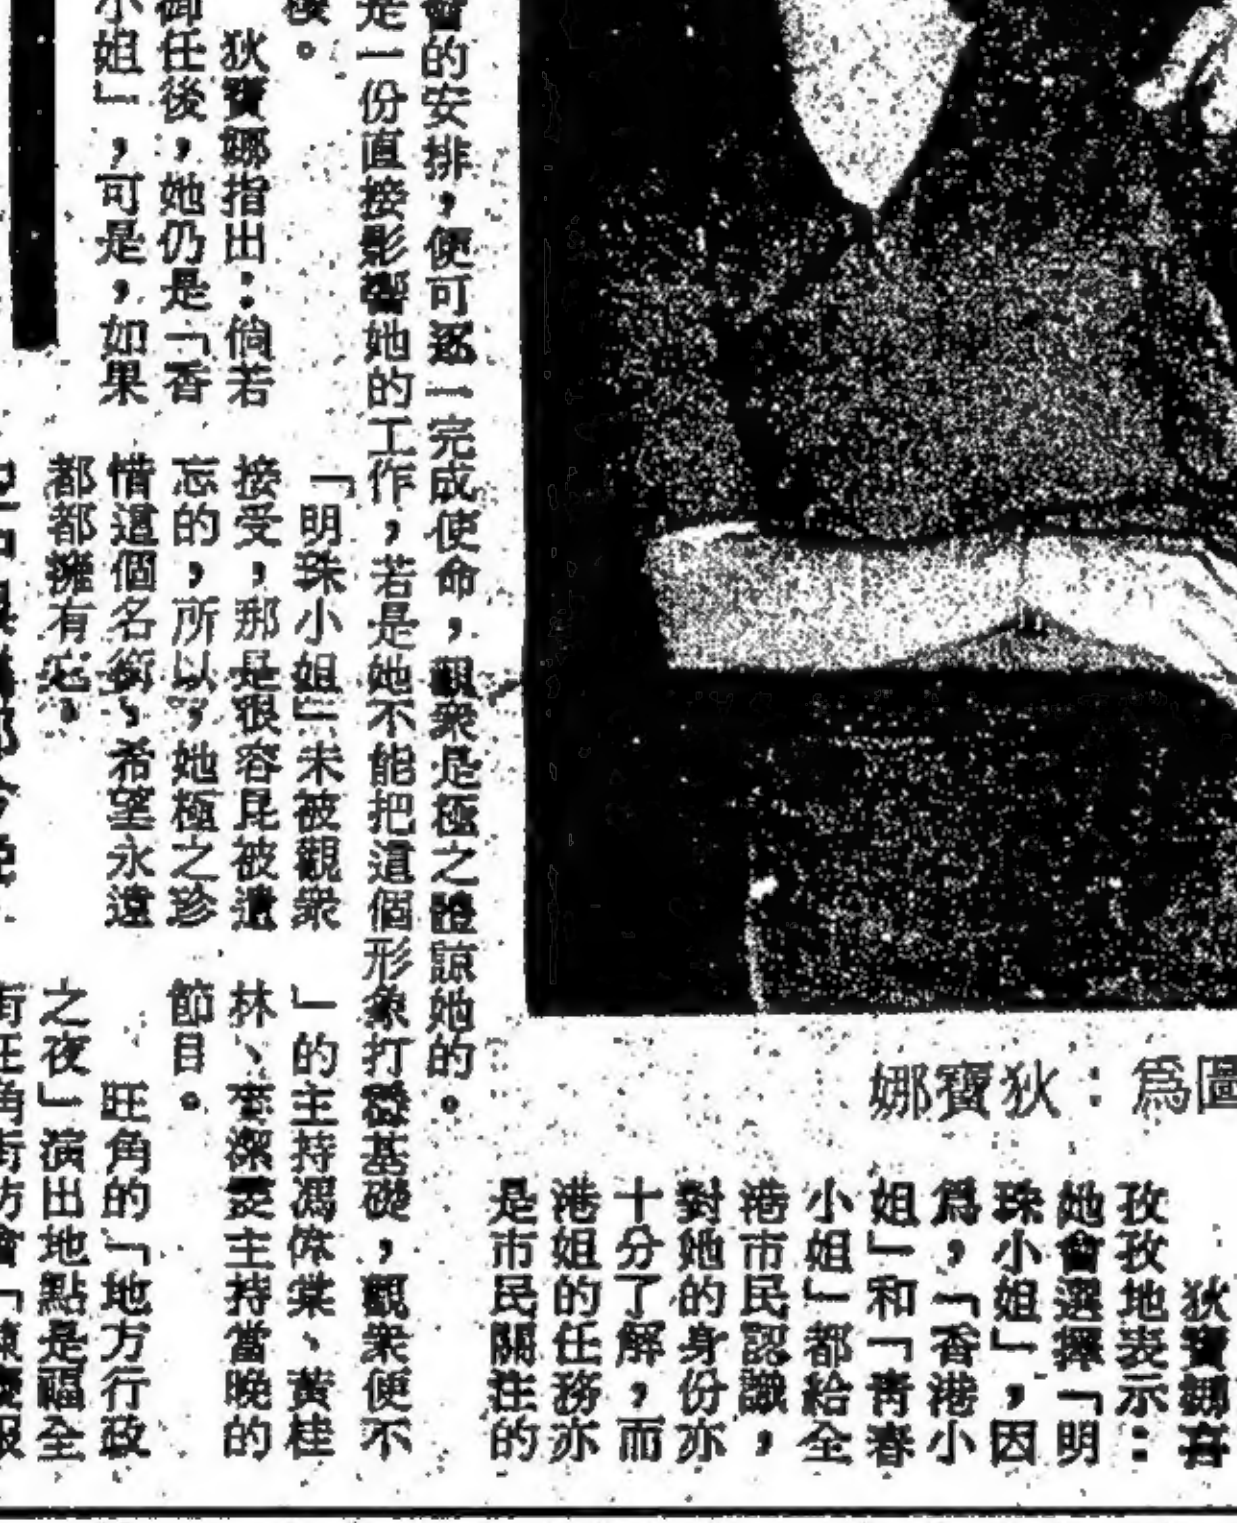 圖為：狄寶娜
狄寶娜喜
孜孜地表示：
她會選擇「明
珠小姐」，因
爲，「香港小
姐」和「青春
小姐」都給全
港市民認識，
對她的身份亦
十分了解，而
港姐的任務亦
是市民關注的
的安排，便可逐一完成使命，觀衆是極之體諒她的。
是一份直接影響她的工作，若是她不能把這個形象打穩基礎，觀衆便不
。
狄寶娜指出：倘若
卸任後，她仍是「香
小姐」，可是，如果
「明珠小姐」未被觀衆
接受，那是很容易被遺
忘的，所以，她極之珍
惜這個名銜，希望永遠
都都擁有它。
」的主持馮偉棠、黃桂
林、李潔雯主持當晚的
節目。
旺角的「地方行政
之夜」演出地點是福全
街旺角街坊會